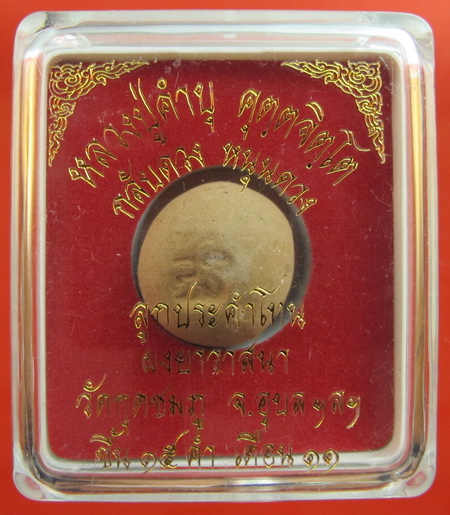 หลวงปู่คำบุ คุตฺตจิตฺโต
กลับดวง หนุนดวง
ลูกประคำโทน
ผงยาวาสนา
วัดกุดชมภู จ.อุบลฯ
ขึ้น ๑๕ ค่ำ เดือน ๑๑